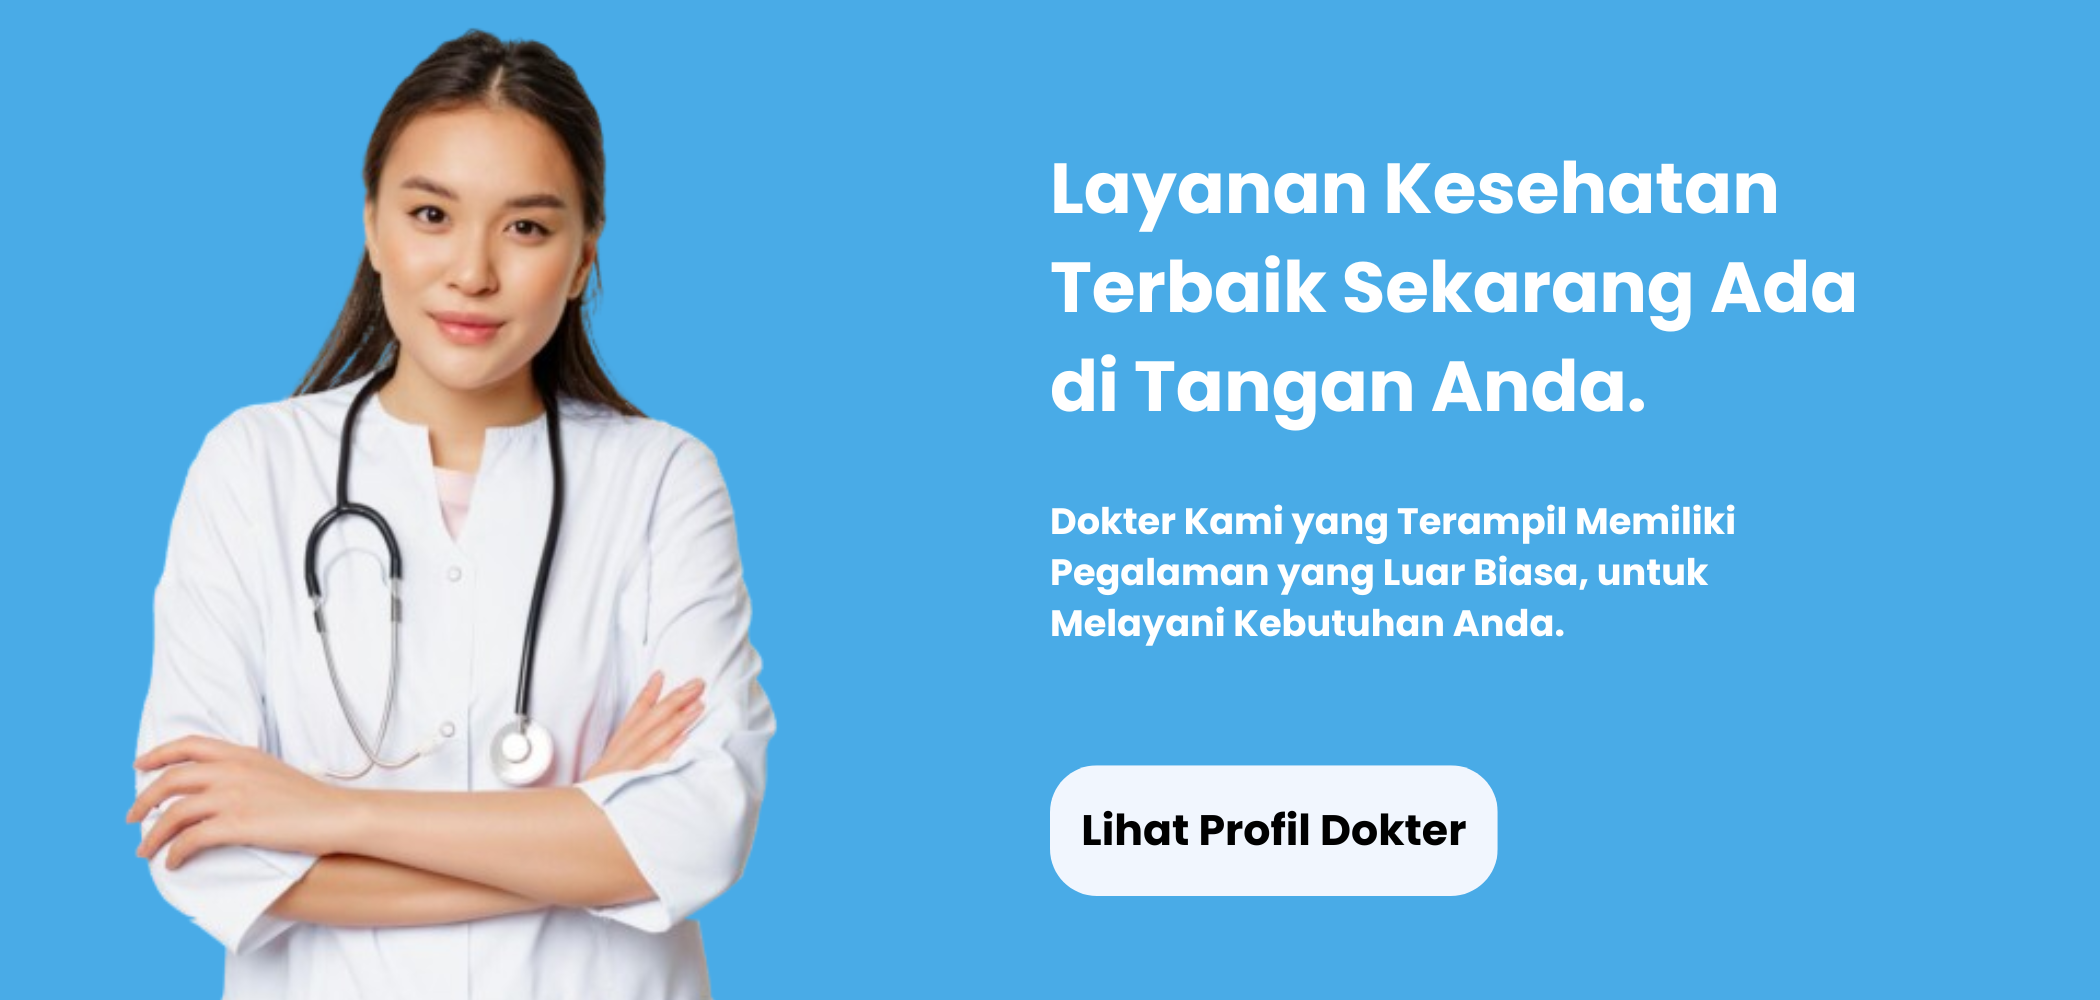 Layanan Kesehatan
Terbaik Sekarang Ada
di Tangan Anda.
Dokter Kami yang Terampil Memiliki
Pegalaman yang Luar Biasa, untuk
Melayani Kebutuhan Anda.
Lihat Profil Dokter